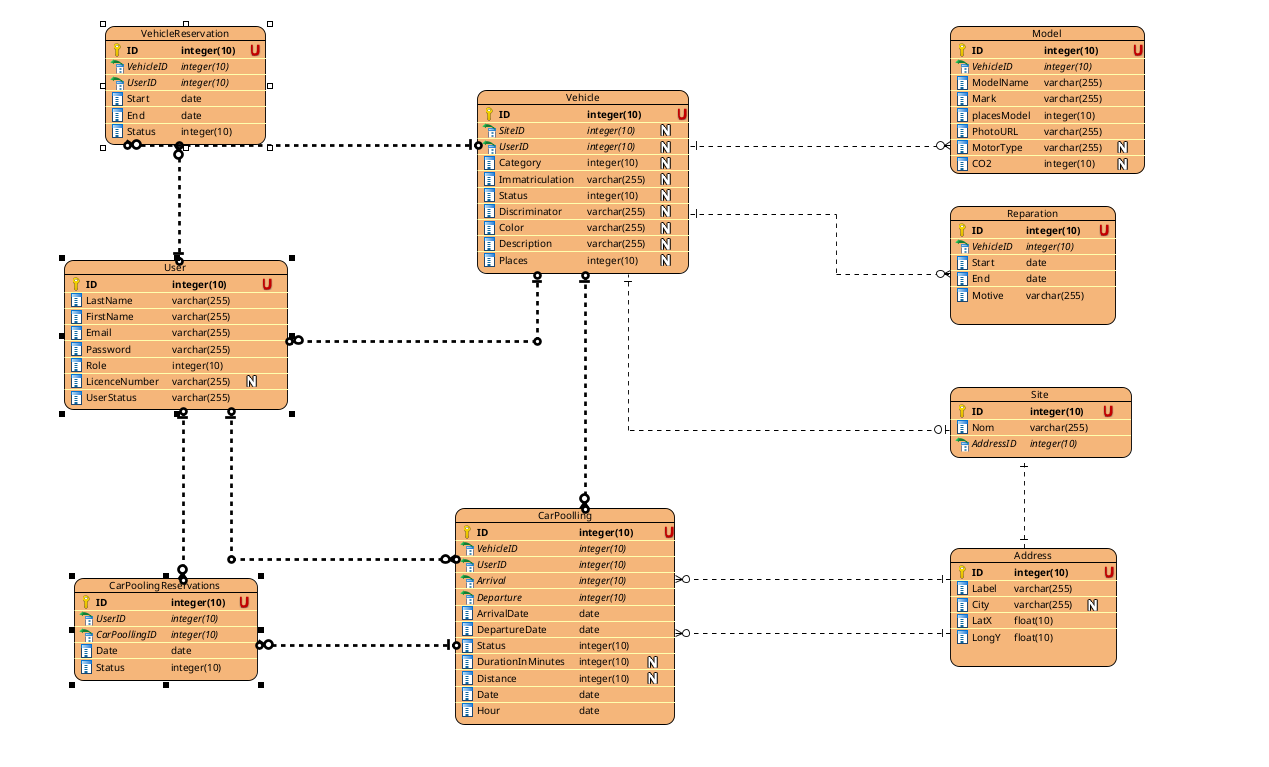 VehicleReservation
ID integer(10) U
VehicleID integer(10)
UserID integer(10)
Start date
End date
Status integer(10)
Vehicle
ID integer(10) U
SiteID integer(10) N
UserID integer(10) N
Category integer(10) N
Immatriculation varchar(255) N
Status integer(10) N
Discriminator varchar(255) N
Color varchar(255) N
Description varchar(255) N
Places integer(10) N
Model
ID integer(10) U
VehicleID integer(10)
ModelName varchar(255)
Mark varchar(255)
placesModel integer(10)
PhotoURL varchar(255)
MotorType varchar(255) N
CO2 integer(10) N
Reparation
ID integer(10) U
VehicleID integer(10)
Start date
End date
Motive varchar(255)
User
ID integer(10) U
LastName varchar(255)
FirstName varchar(255)
Email varchar(255)
Password varchar(255)
Role integer(10)
LicenceNumber varchar(255) N
UserStatus varchar(255)
Site
ID integer(10) U
Nom varchar(255)
AddressID integer(10)
CarPoolling
ID integer(10) U
VehicleID integer(10)
UserID integer(10)
Arrival integer(10)
Departure integer(10)
ArrivalDate date
DepartureDate date
Status integer(10)
DurationInMinutes integer(10) N
Distance integer(10) N
Date date
Hour date
Address
ID integer(10) U
Label varchar(255)
City varchar(255) N
LatX float(10)
LongY float(10)
CarPoolingReservations
ID integer(10) U
UserID integer(10)
CarPoollingID integer(10)
Date date
Status integer(10)